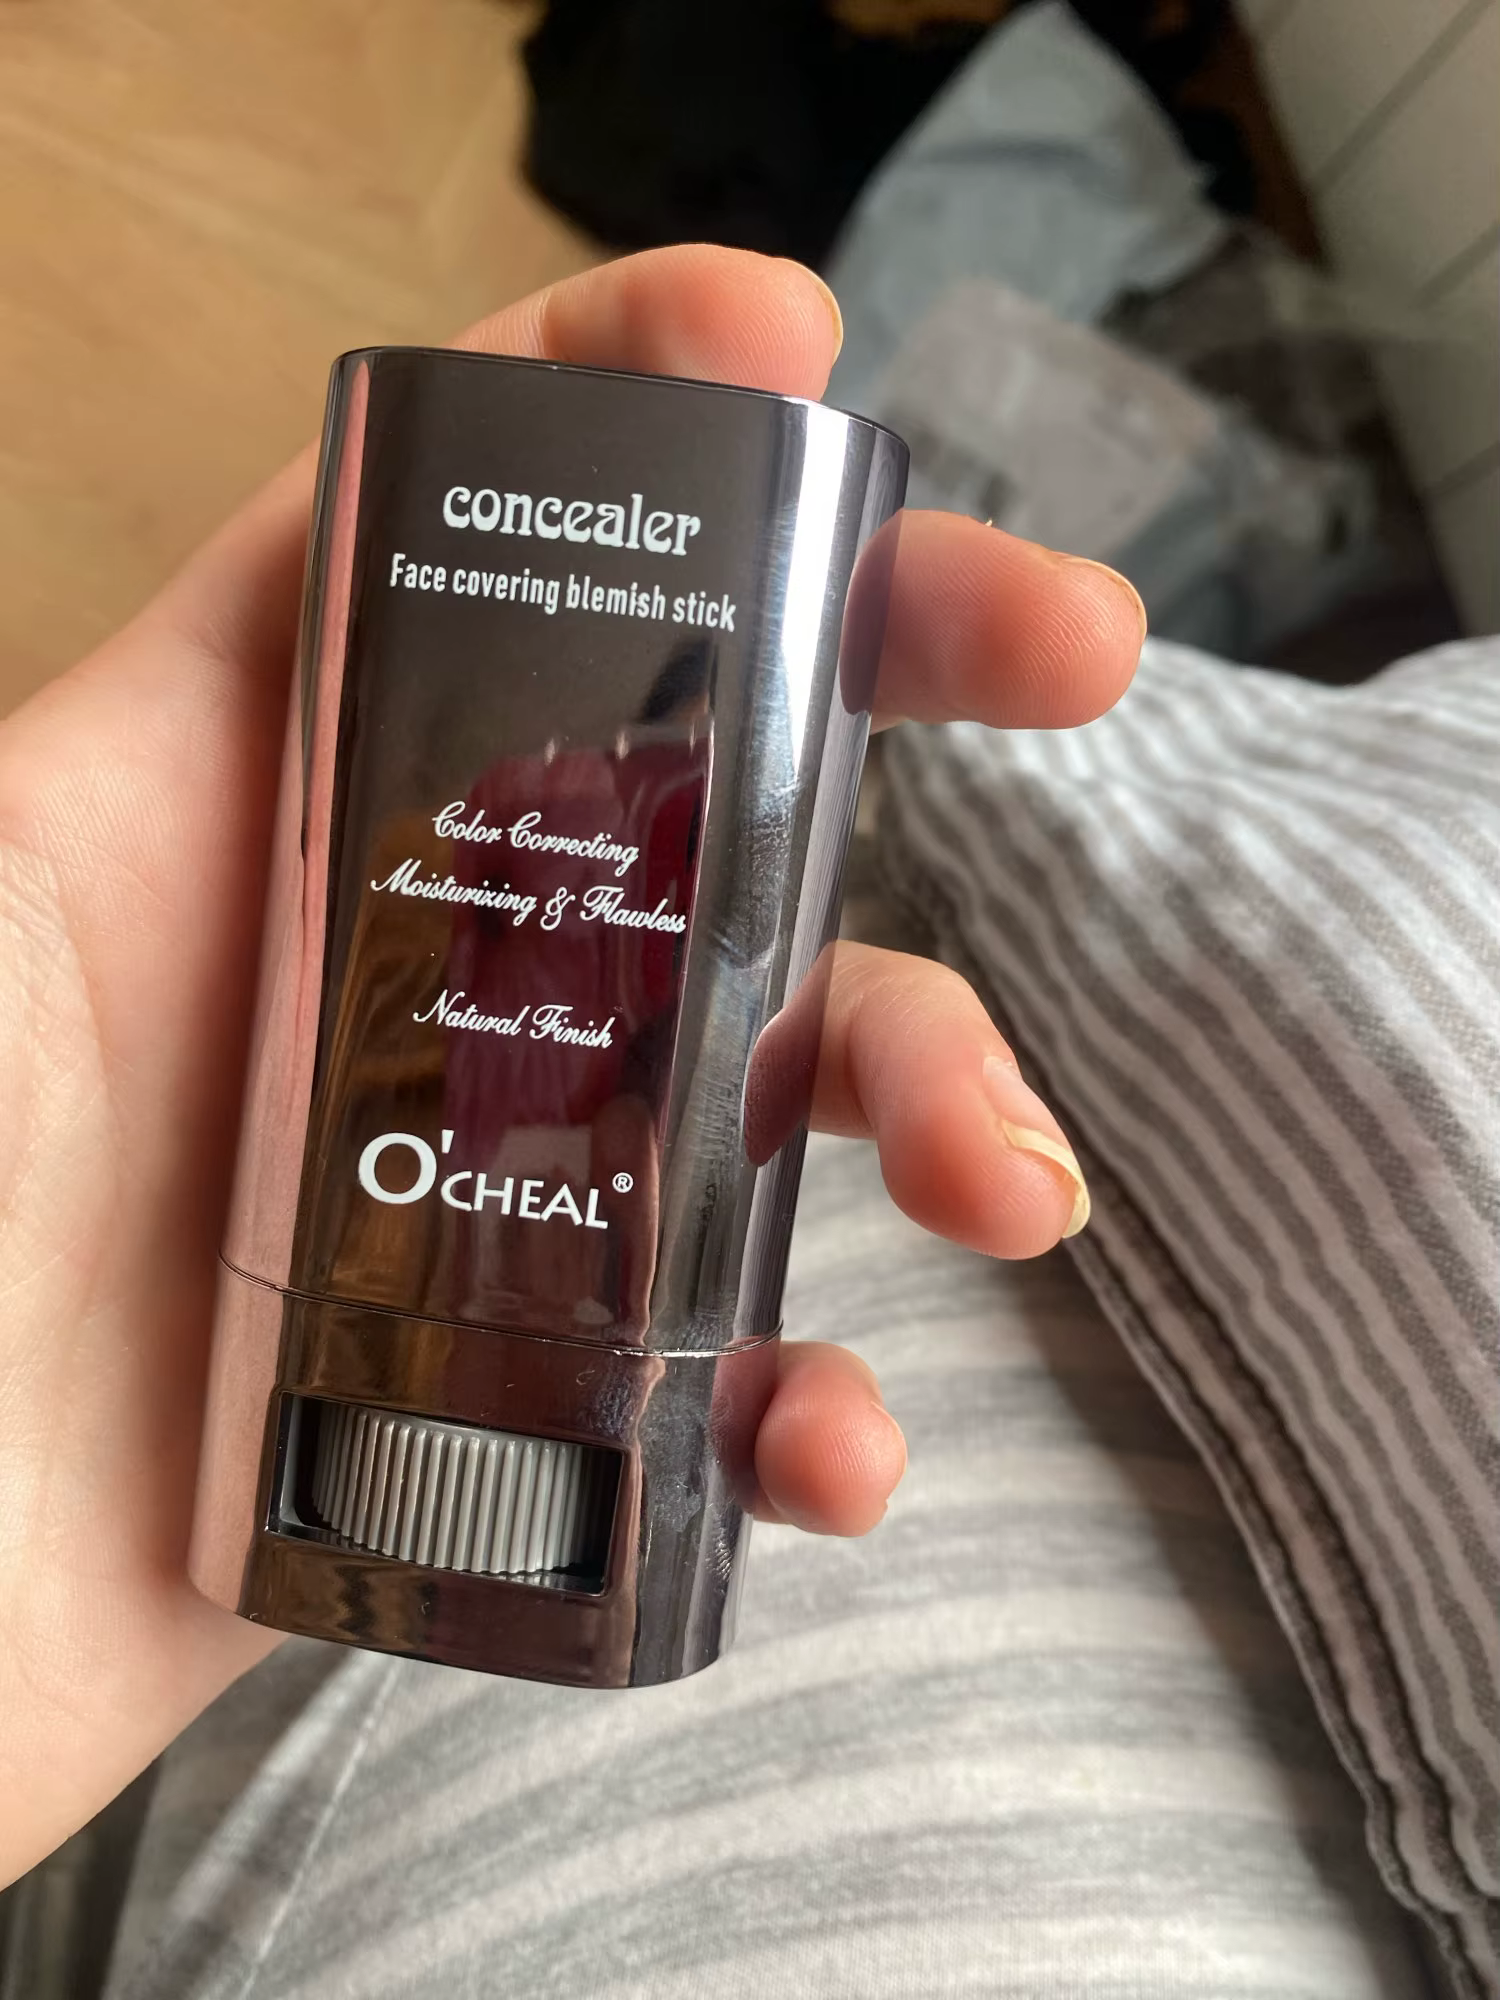 concealer
Face covering blemish stick
Color Correcting
Moisturizing & Flawless
Natural Finish
O'CHEAL®